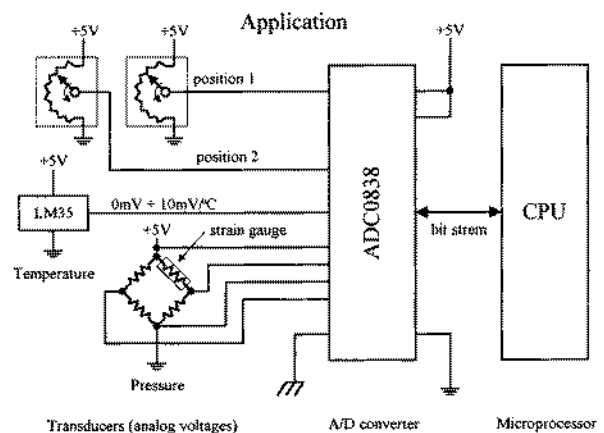 Application
+5V
+5V
+5V
position 1
position 2
+5V
LM35
0mV + 10mV/°C
+5V
strain gauge
Temperature
Pressure
ADC0838
bit strem
CPU
Transducers (analog voltages)
A/D converter
Microprocessor